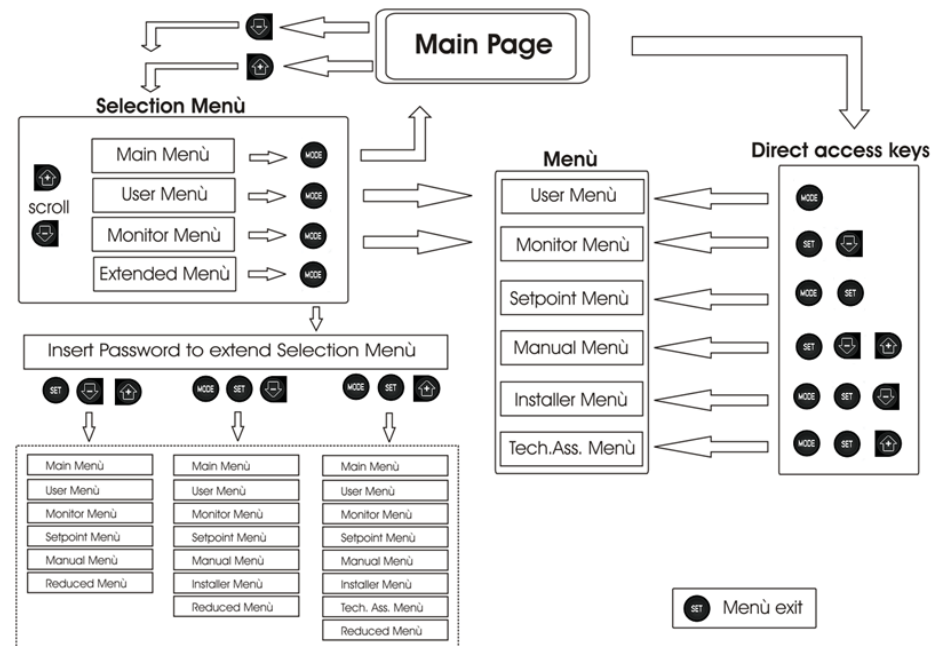 Main Page
Selection Menù
Main Menù
MODE
User Menù
MODE
Monitor Menù
MODE
Extended Menù
MODE
scroll
Insert Password to extend Selection Menù
SET
MODE SET
MODE SET
Main Menù
User Menù
Monitor Menù
Setpoint Menù
Manual Menù
Reduced Menù
Main Menù
User Menù
Monitor Menù
Setpoint Menù
Manual Menù
Installer Menù
Reduced Menù
Main Menù
User Menù
Monitor Menù
Setpoint Menù
Manual Menù
Installer Menù
Tech. Ass. Menù
Reduced Menù
Menù
User Menù
Monitor Menù
Setpoint Menù
Manual Menù
Installer Menù
Tech.Ass. Menù
Direct access keys
MODE
SET
MODE SET
SET
MODE SET
MODE SET
SET Menù exit